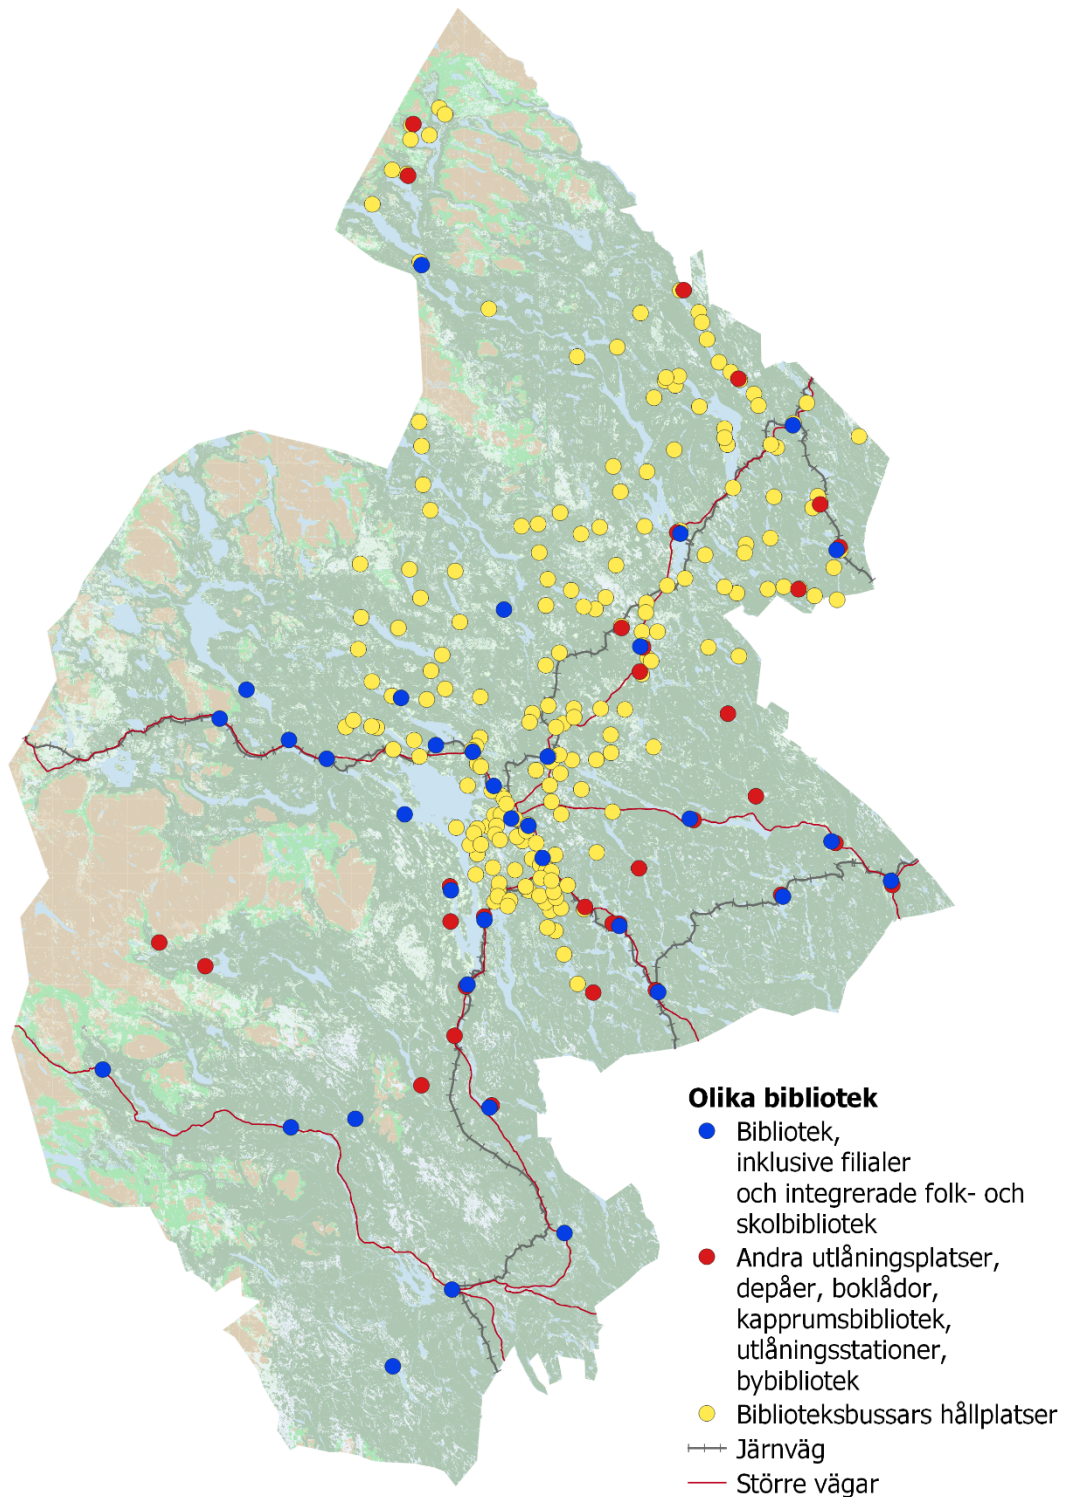 Olika bibliotek
Bibliotek,
inklusive filialer
och integrerade folk- och
skolbibliotek
Andra utlåningsplatser,
depåer, boklådor,
kapprumsbibliotek,
utlåningsstationer,
bybibliotek
Biblioteksbussars hållplatser
Järnväg
Större vägar